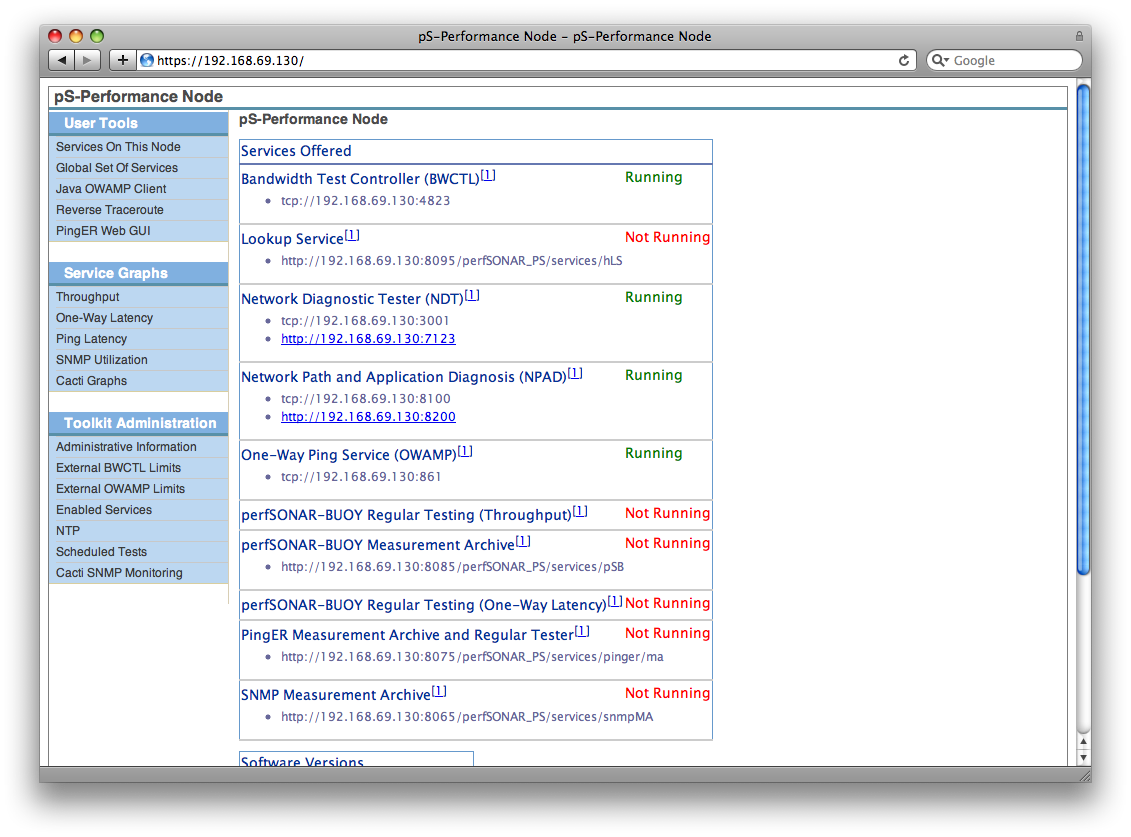 pS-Performance Node - pS-Performance Node
https://192.168.69.130/
Google
pS-Performance Node
User Tools
Services On This Node
Global Set Of Services
Java OWAMP Client
Reverse Traceroute
PingER Web GUI
Service Graphs
Throughput
One-Way Latency
Ping Latency
SNMP Utilization
Cacti Graphs
Toolkit Administration
Administrative Information
External BWCTL Limits
External OWAMP Limits
Enabled Services
NTP
Scheduled Tests
Cacti SNMP Monitoring
pS-Performance Node
Services Offered
Bandwidth Test Controller (BWCTL)[1] Running
• tcp://192.168.69.130:4823
Lookup Service[1] Not Running
• http://192.168.69.130:8095/perfSONAR_PS/services/hLS
Network Diagnostic Tester (NDT)[1] Running
• tcp://192.168.69.130:3001
• http://192.168.69.130:7123
Network Path and Application Diagnosis (NPAD)[1] Running
• tcp://192.168.69.130:8100
• http://192.168.69.130:8200
One-Way Ping Service (OWAMP)[1] Running
• tcp://192.168.69.130:861
perfSONAR-BUOY Regular Testing (Throughput)[1] Not Running
perfSONAR-BUOY Measurement Archive[1] Not Running
• http://192.168.69.130:8085/perfSONAR_PS/services/pSB
perfSONAR-BUOY Regular Testing (One-Way Latency)[1] Not Running
PingER Measurement Archive and Regular Tester[1] Not Running
• http://192.168.69.130:8075/perfSONAR_PS/services/pinger/ma
SNMP Measurement Archive[1] Not Running
• http://192.168.69.130:8065/perfSONAR_PS/services/snmpMA
Software Versions